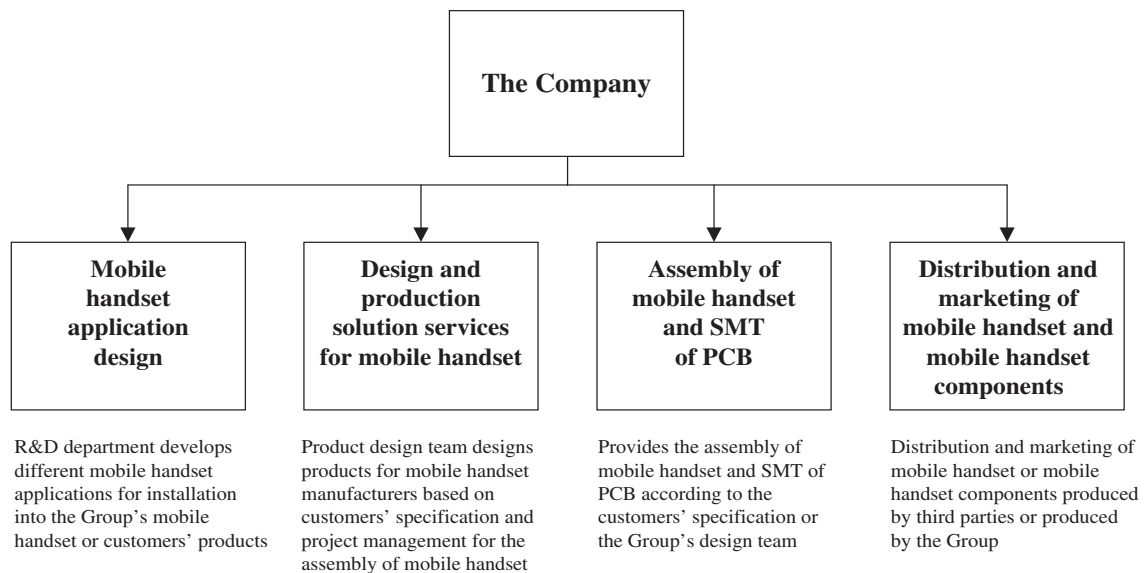 The Company
Mobile
handset
application
design
Design and
production
solution services
for mobile handset
Assembly of
mobile handset
and SMT
of PCB
Distribution and
marketing of
mobile handset and
mobile handset
components
R&D department develops
different mobile handset
applications for installation
into the Group's mobile
handset or customers' products
Product design team designs
products for mobile handset
manufacturers based on
customers' specification and
project management for the
assembly of mobile handset
Provides the assembly of
mobile handset and SMT of
PCB according to the
customers' specification or
the Group's design team
Distribution and marketing of
mobile handset or mobile
handset components produced
by third parties or produced
by the Group